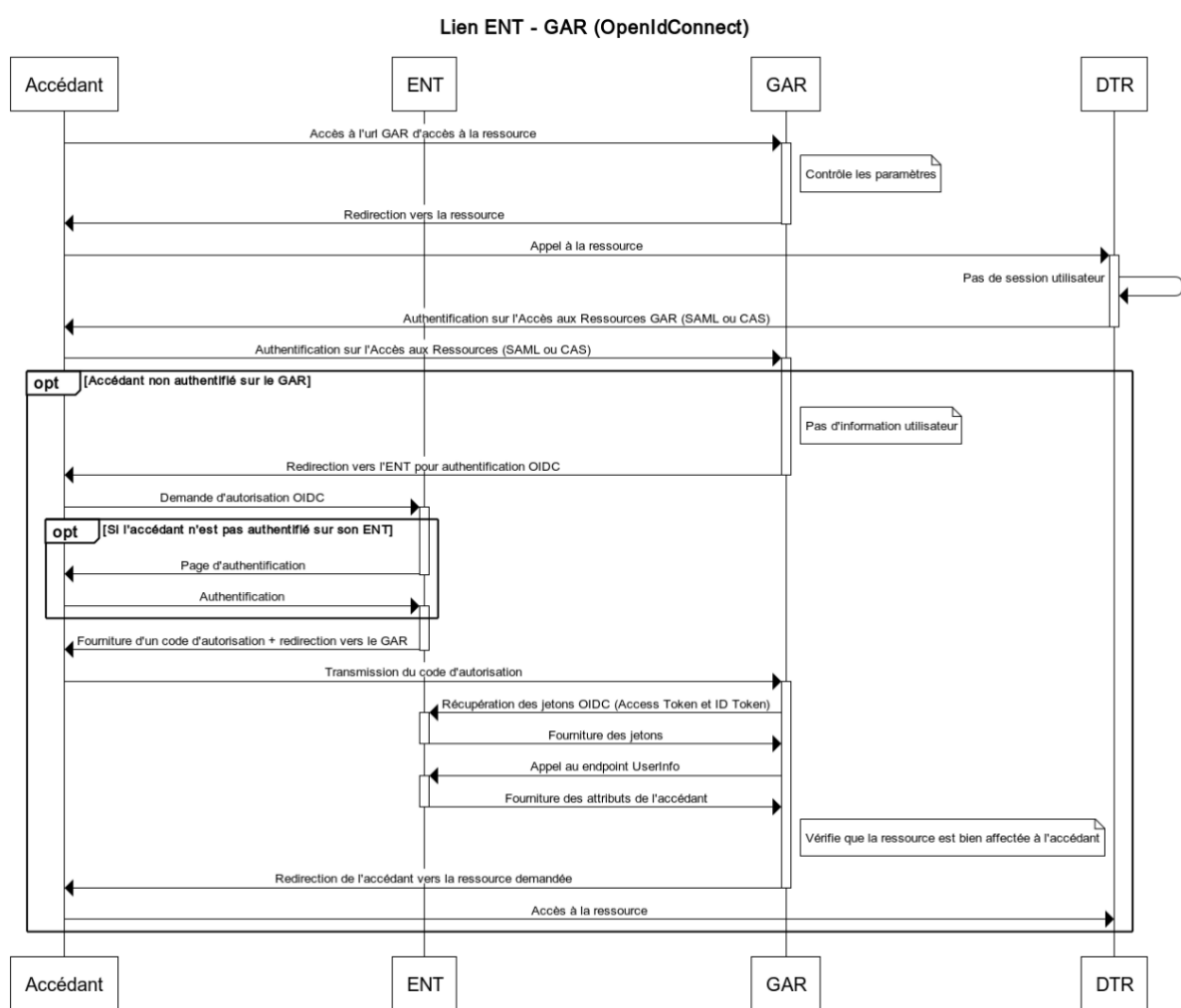 Lien ENT - GAR (OpenIdConnect)
Accédant
ENT
GAR
DTR
Accès à l'url GAR d'accès à la ressource
Contrôle les paramètres
Redirection vers la ressource
Appel à la ressource
Pas de session utilisateur
Authentification sur l'Accès aux Ressources GAR (SAML ou CAS)
Authentification sur l'Accès aux Ressources (SAML ou CAS)
opt
[Accédant non authentifié sur le GAR]
Pas d'information utilisateur
Redirection vers l'ENT pour authentification OIDC
Demande d'autorisation OIDC
opt
[Si l'accédant n'est pas authentifié sur son ENT]
Page d'authentification
Authentification
Fourniture d'un code d'autorisation + redirection vers le GAR
Transmission du code d'autorisation
Récupération des jetons OIDC (Access Token et ID Token)
Fourniture des jetons
Appel au endpoint UserInfo
Fourniture des attributs de l'accédant
Vérifie que la ressource est bien affectée à l'accédant
Redirection de l'accédant vers la ressource demandée
Accès à la ressource
Accédant
ENT
GAR
DTR